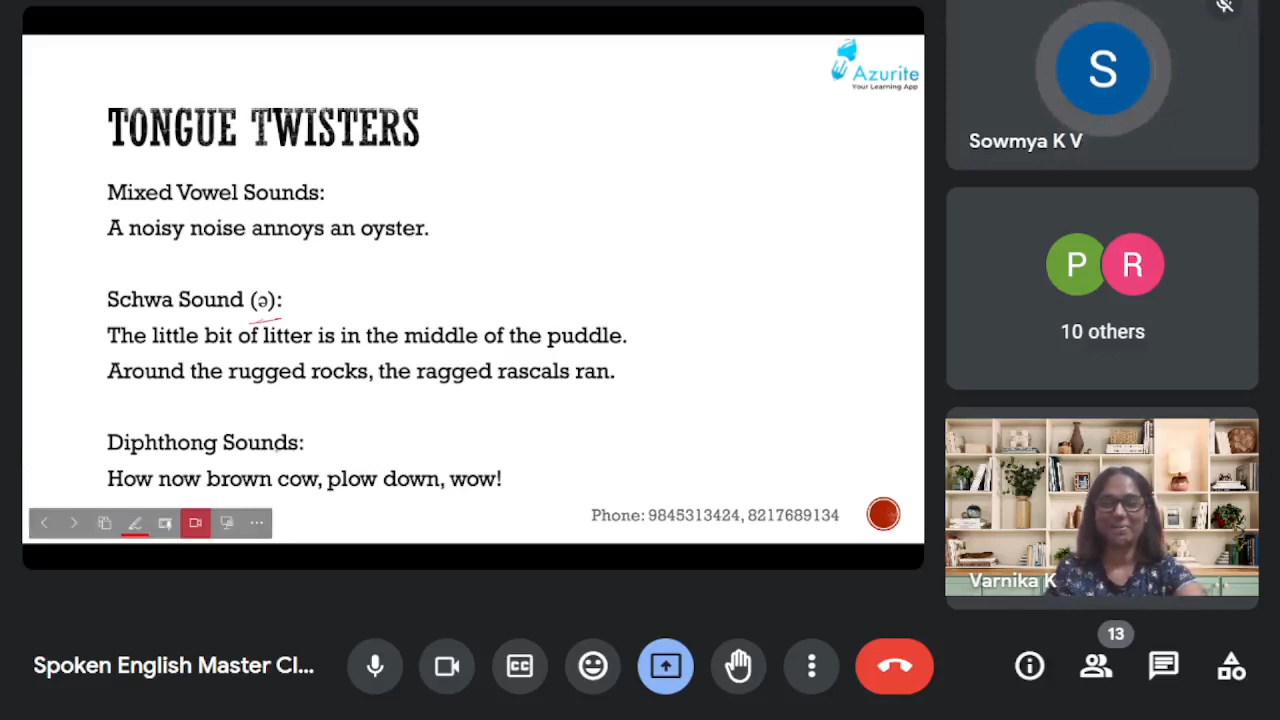 Azurite
Your Learning App
TONGUE TWISTERS
Mixed Vowel Sounds:
A noisy noise annoys an oyster.
Schwa Sound (ə):
The little bit of litter is in the middle of the puddle.
Around the rugged rocks, the ragged rascals ran.
Diphthong Sounds:
How now brown cow, plow down, wow!
Phone: 9845313424, 8217689134
S
Sowmya K V
P R
10 others
Varnika K
Spoken English Master Cl...
CC
13